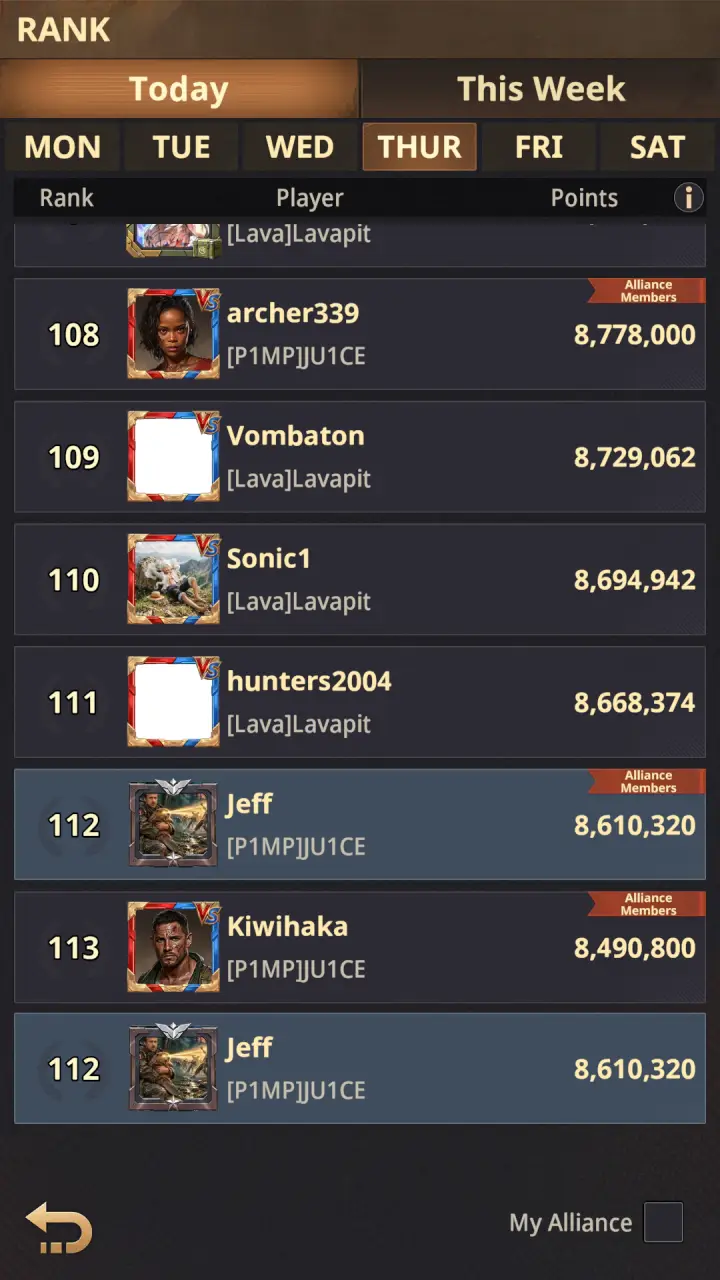 RANK
Today
This Week
MON
TUE
WED
THUR
FRI
SAT
Rank
Player
Points
[Lava]Lavapit
108
archer339
[P1MP]JU1CE
Alliance
Members
8,778,000
109
Vombaton
[Lava]Lavapit
8,729,062
110
Sonic1
[Lava]Lavapit
8,694,942
111
hunters2004
[Lava]Lavapit
8,668,374
112
Jeff
[P1MP]JU1CE
Alliance
Members
8,610,320
113
Kiwihaka
[P1MP]JU1CE
Alliance
Members
8,490,800
112
Jeff
[P1MP]JU1CE
8,610,320
My Alliance